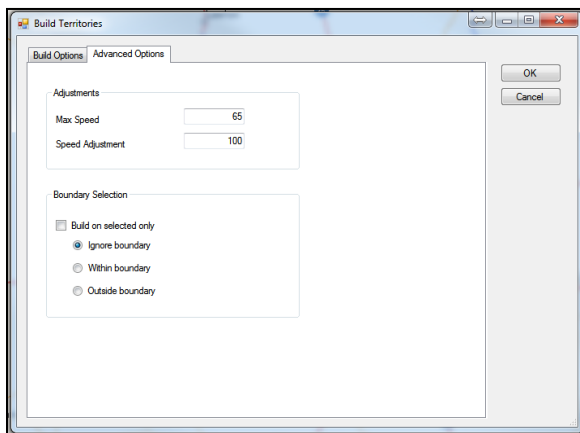 Build Territories
Build Options Advanced Options
OK
Cancel
Adjustments
Max Speed 65
Speed Adjustment 100
Boundary Selection
Build on selected only
Ignore boundary
Within boundary
Outside boundary